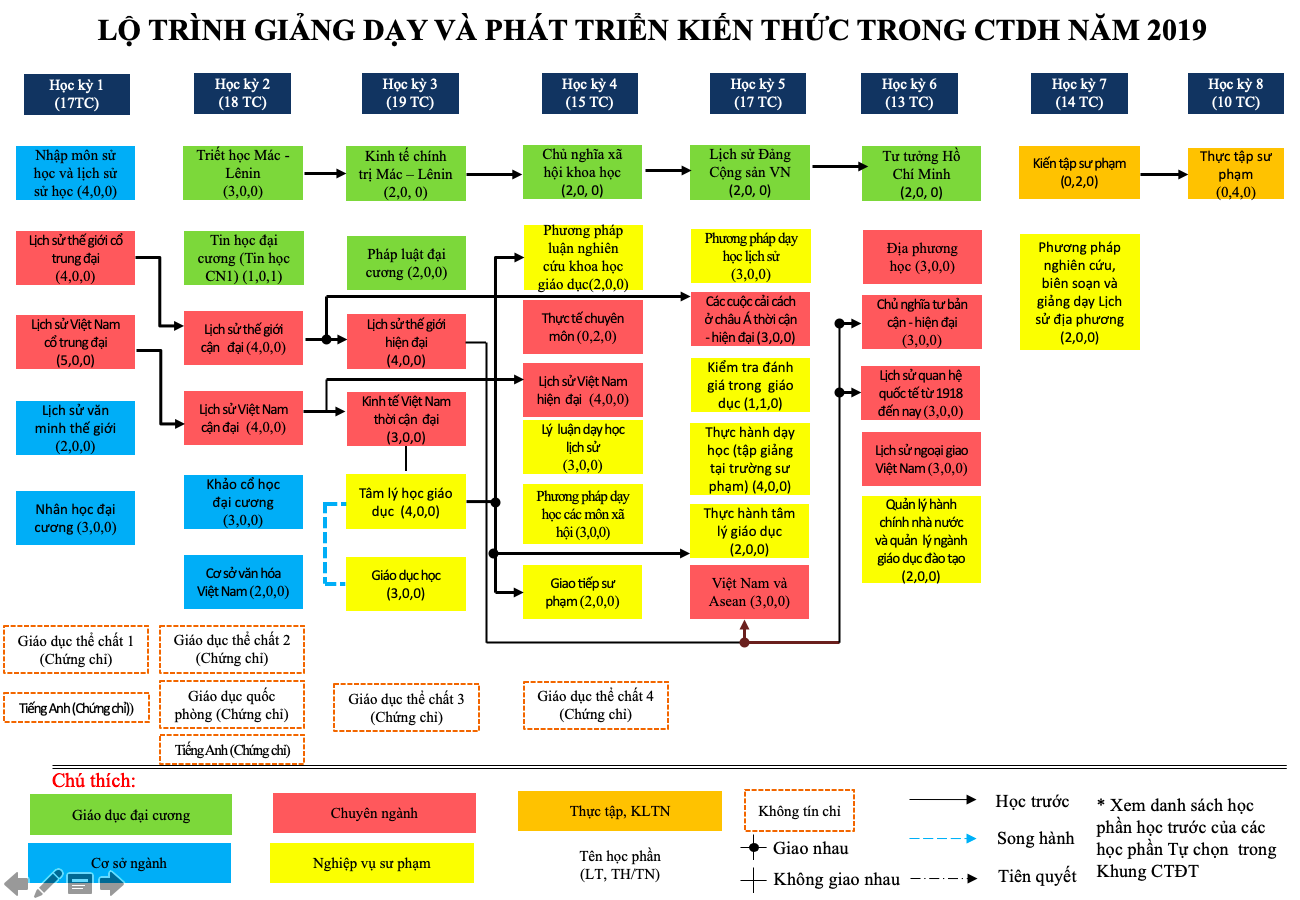 LỘ TRÌNH GIẢNG DẠY VÀ PHÁT TRIỂN KIẾN THỨC TRONG CTDH NĂM 2019
Học kỳ 1
(17TC)
Học kỳ 2
(18 TC)
Học kỳ 3
(19 TC)
Học kỳ 4
(15 TC)
Học kỳ 5
(17 TC)
Học kỳ 6
(13 TC)
Học kỳ 7
(14 TC)
Học kỳ 8
(10 TC)
Nhập môn sử
học và lịch sử
sử học (4,0,0)
Lịch sử thế giới cổ
trung đại
(4,0,0)
Lịch sử Việt Nam
cổ trung đại
(5,0,0)
Lịch sử văn
minh thế giới
(2,0,0)
Nhân học đại
cương (3,0,0)
Giáo dục thể chất 1
(Chứng chỉ)
Tiếng Anh (Chứng chỉ))
Triết học Mác -
Lênin
(3,0,0)
Tin học đại
cương (Tin học
CN1) (1,0,1)
Lịch sử thế giới
cận đại (4,0,0)
Lịch sử Việt Nam
cận đại (4,0,0)
Khảo cổ học
đại cương
(3,0,0)
Cơ sở văn hóa
Việt Nam (2,0,0)
Giáo dục thể chất 2
(Chứng chỉ)
Giáo dục quốc
phòng (Chứng chỉ)
Tiếng Anh (Chứng chỉ)
Kinh tế chính
trị Mác – Lênin
(2,0, 0)
Pháp luật đại
cương (2,0,0)
Lịch sử thế giới
hiện đại
(4,0,0)
Kinh tế Việt Nam
thời cận đại
(3,0,0)
Tâm lý học giáo
dục (4,0,0)
Giáo dục học
(3,0,0)
Giáo dục thể chất 3
(Chứng chỉ)
Chủ nghĩa xã
hội khoa học
(2,0, 0)
Phương pháp
luận nghiên
cứu khoa học
giáo dục(2,0,0)
Thực tế chuyên
môn (0,2,0)
Lịch sử Việt Nam
hiện đại (4,0,0)
Lý luận dạy học
lịch sử
(3,0,0)
Phương pháp dạy
học các môn xã
hội (3,0,0)
Giao tiếp sư
phạm (2,0,0)
Giáo dục thể chất 4
(Chứng chỉ)
Lịch sử Đảng
Cộng sản VN
(2,0, 0)
Phương pháp dạy
học lịch sử
(3,0,0)
Các cuộc cải cách
ở châu Á thời cận
- hiện đại (3,0,0)
Kiểm tra đánh
giá trong giáo
dục (1,1,0)
Thực hành dạy
học (tập giảng
tại trường sư
phạm) (4,0,0)
Thực hành tâm
lý giáo dục
(2,0,0)
Việt Nam và
Asean (3,0,0)
Tư tưởng Hồ
Chí Minh
(2,0, 0)
Địa phương
học (3,0,0)
Chủ nghĩa tư bản
cận - hiện đại
(3,0,0)
Lịch sử quan hệ
quốc tế từ 1918
đến nay (3,0,0)
Lịch sử ngoại giao
Việt Nam (3,0,0)
Quản lý hành
chính nhà nước
và quản lý ngành
giáo dục đào tạo
(2,0,0)
Kiến tập sư phạm
(0,2,0)
Phương pháp
nghiên cứu,
biên soạn và
giảng dạy Lịch
sử địa phương
(2,0,0)
Thực tập sư
phạm
(0,4,0)
Chú thích:
Giáo dục đại cương
Cơ sở ngành
Chuyên ngành
Nghiệp vụ sư phạm
Thực tập, KLTN
Tên học phần
(LT, TH/TN)
Không tín chỉ
Giao nhau
Không giao nhau
Học trước
Song hành
Tiên quyết
* Xem danh sách học
phần học trước của các
học phần Tự chọn trong
Khung CTĐT